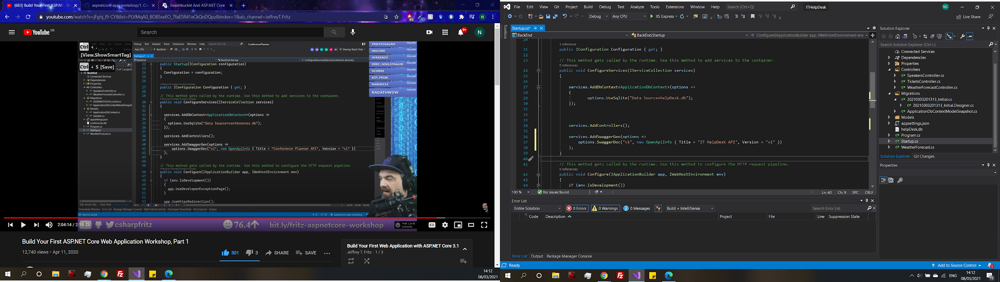 (683) Build Your First ASP.NE
aspnetcore-app-workshop/1. Cre
Swashbuckle And ASP.NET Core
youtube.com/watch?v=jFghj_l9-CY&list=PLVMqA0_8O85xeEO_7faE5R41eCkQnDQpz&index=1&ab_channel=JeffreyT.Fritz
YouTube GB
Search
9+
N
Ctrl +
[View.ShowSmartTag]
Ctrl + S [Save]
Debug Test Analyze Tools Extensions Window Help Search (Ctrl+Q) ConferencePlanner
Any CPU BackEnd Sharing Read-Only
Startup.cs*
BackEnd BackEnd.Startup ConfigureServices(IServiceCollection services)
(1 of 1 project)
BackEnd
Connected Services
Dependencies
Properties
Controllers
SpeakersController.cs
WeatherForecastController.cs
Migrations
20200403155414_Initial.cs
ApplicationDbContextModelSnapsh
Models
ApplicationDbContext.cs
Speaker.cs
appsettings.json
conferences.db
Program.cs
Startup.cs
WeatherForecast.cs
22 public Startup(IConfiguration configuration)
23 {
24 Configuration = configuration;
25 }
26
27 public IConfiguration Configuration { get; }
28
29 // This method gets called by the runtime. Use this method to add services to the container.
30 public void ConfigureServices(IServiceCollection services)
31 {
32
33 services.AddDbContext<ApplicationDbContext>(options =>
34 {
35 options.UseSqlite("Data Source=conferences.db");
36 });
37
38 services.AddControllers();
39
40 services.AddSwaggerGen(options =>
41 options.SwaggerDoc("v1", new OpenApiInfo { Title = "Conference Planner API", Version = "v1" })
42 );
43 }
44
45 // This method gets called by the runtime. Use this method to configure the HTTP request pipeline.
46 public void Configure(IApplicationBuilder app, IWebHostEnvironment env)
47 {
48 if (env.IsDevelopment())
49 {
50 app.UseDeveloperExceptionPage();
51 }
52
53 app.UseHttpsRedirection();
PRIESTOSAURO FOLLOW
INSCORE FOLLOW
AVEKENZO FOLLOW
DREC_SOULSTEALER FOLLOW
SCHRIIS FOLLOW
KOT_PRUN FOLLOW
NANDEE24 FOLLOW
RAGATHWOW FOLLOW
SQL Server Obj... Class View Solution Explo...
Immediate Window Error List Package Manager Console Web Publish Activity Developer PowerShell Test Explorer Output
Item(s) Saved
aspnetcore-app-workshop
2:04:14 / 2:19:45
csharpfritz
76.4
bit.ly/fritz-aspnetcore-workshop
THE LIVE CODERS
Build Your First ASP.NET Core Web Application Workshop, Part 1
12,740 views • Apr 11, 2020
301 3 SHARE SAVE
Build Your First Web Application with ASP.NET Core 3.1
Jeffrey T. Fritz - 1 / 3
14:12
08/03/2021
File Edit View Git Project Build Debug Test Analyze Tools Extensions Window Help Search (Ctrl+Q) ITHelpDesk NC
Debug Any CPU IIS Express Live Share
Toolbox
Startup.cs*
BackEnd BackEnd.Startup Configure(IApplicationBuilder app, IWebHostEnvironment env
20
1 reference
21 public IConfiguration Configuration { get; }
22
23 // This method gets called by the runtime. Use this method to add services to the container.
0 references
24 public void ConfigureServices(IServiceCollection services)
25 {
26
27 services.AddDbContext<ApplicationDbContext>(options =>
28 {
29 options.UseSqlite("Data Source=helpDesk.db");
30 });
31
32
33
34 services.AddControllers();
35
36 services.AddSwaggerGen(options =>
37 options.SwaggerDoc("v1", new OpenApiInfo { Title = "IT HelpDesk API", Version = "v1" })
38 );
39 }
40
41 // This method gets called by the runtime. Use this method to configure the HTTP request pipeline.
0 references
42 public void Configure(IApplicationBuilder app, IWebHostEnvironment env)
43 {
44 if (env.IsDevelopment())
100 % No issues found Ln: 40 Ch: 9 SPC CRLF
Error List
Entire Solution 0 Errors 0 Warnings 0 Messages Build + IntelliSense Search Error List
Code Description Project File Line Suppression State
Error List Output Package Manager Console
Ready Add to Source Control 1
Solution Explorer
Search Solution Explorer (Ctrl+;)
Connected Services
Dependencies
Properties
Controllers
SpeakersController.cs
TicketsController.cs
WeatherForecastController.cs
Migrations
20210303201313_Initial.cs
20210303201313_Initial.Designer.cs
ApplicationDbContextModelSnapshot.cs
Models
appsettings.json
helpDesk.db
Program.cs
Startup.cs
WeatherForecast.cs
Solution Explorer Git Changes
Properties
ENG
14:12
08/03/2021
15